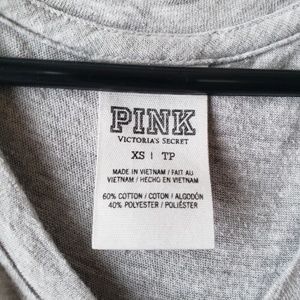 PINK
VICTORIA'S SECRET
XS | TP
MADE IN VIETNAM / FAIT AU
VIETNAM / HECHO EN VIETNAM
60% COTTON / COTON / ALGODÓN
40% POLYESTER / POLIÉSTER